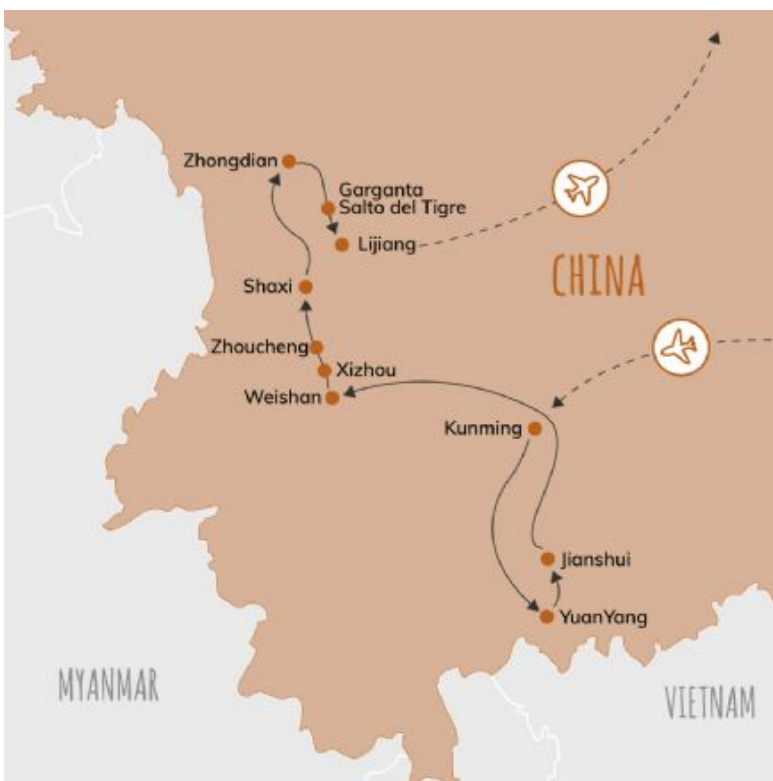 Zhongdian
Garganta
Salto del Tigre
Lijiang
CHINA
Shaxi
Zhoucheng
Xizhou
Weishan
Kunming
Jianshui
YuanYang
MYANMAR
VIETNAM